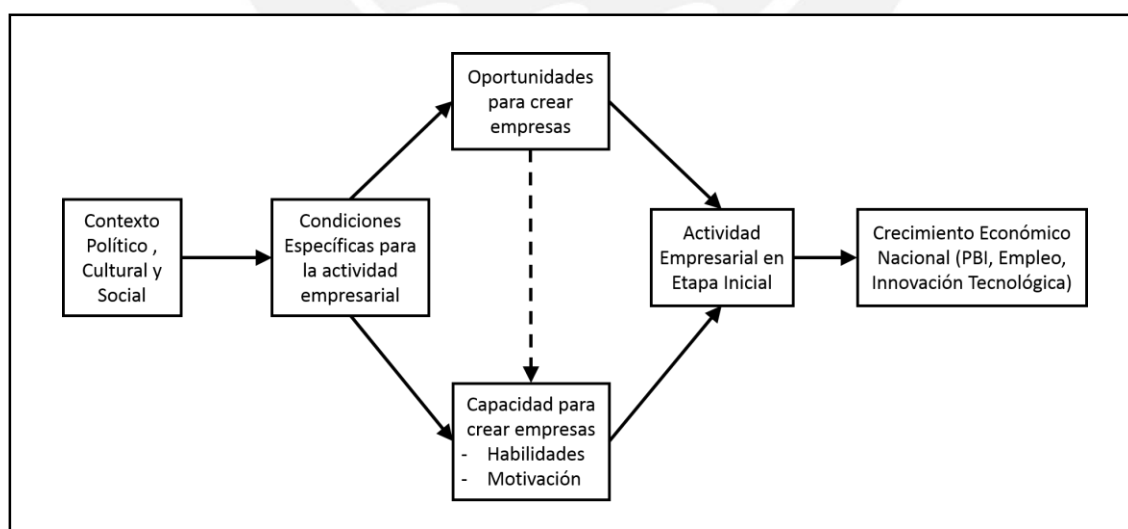 Oportunidades
para crear
empresas
Contexto
Político ,
Cultural y
Social
Condiciones
Específicas para
la actividad
empresarial
Actividad
Empresarial en
Etapa Inicial
Crecimiento Económico
Nacional (PBI, Empleo,
Innovación Tecnológica)
Capacidad para
crear empresas
- Habilidades
- Motivación